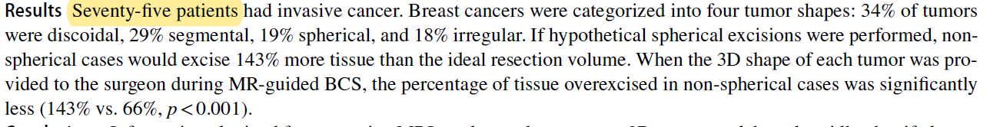 Results Seventy-five patients had invasive cancer. Breast cancers were categorized into four tumor shapes: 34% of tumors
were discoidal, 29% segmental, 19% spherical, and 18% irregular. If hypothetical spherical excisions were performed, non-
spherical cases would excise 143% more tissue than the ideal resection volume. When the 3D shape of each tumor was pro-
vided to the surgeon during MR-guided BCS, the percentage of tissue overexcised in non-spherical cases was significantly
less (143% vs. 66%, p<0.001).